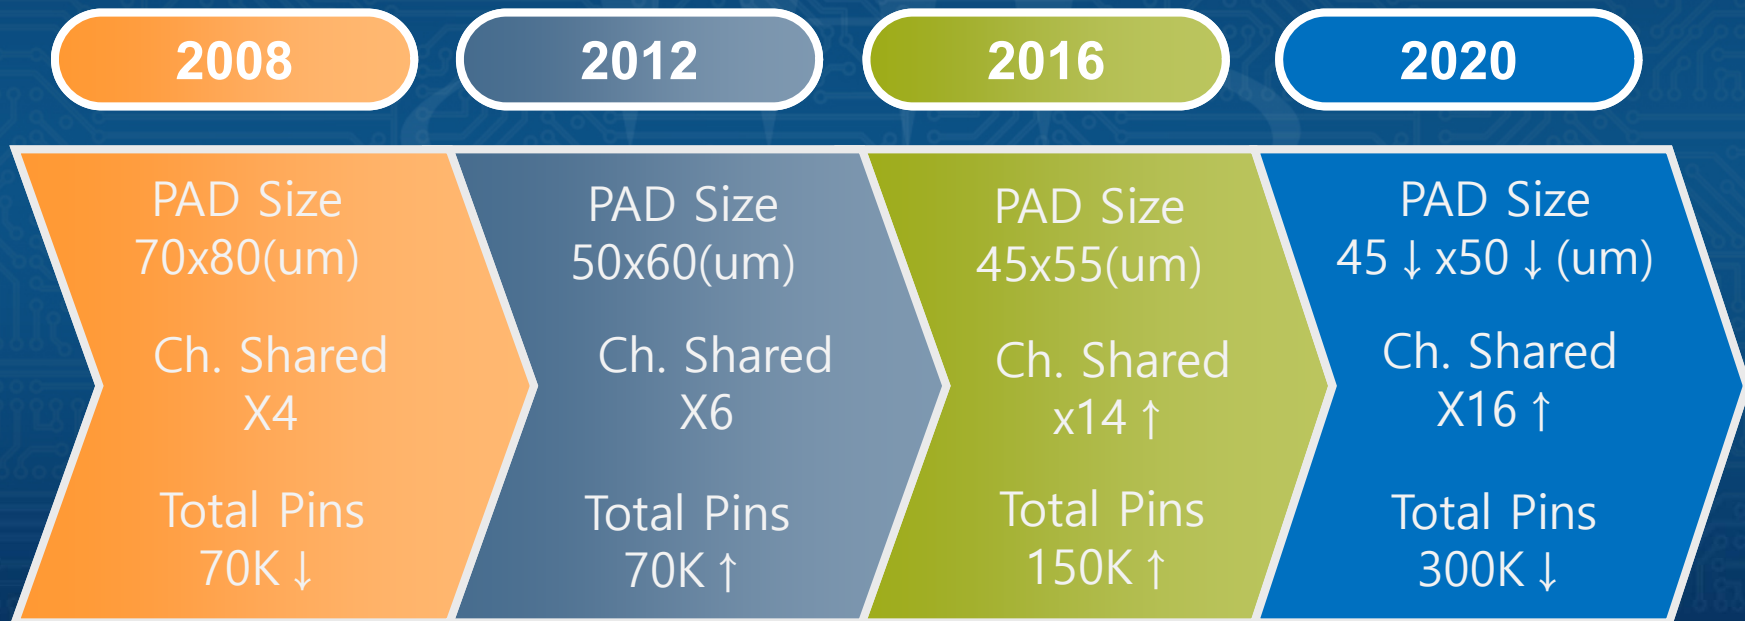 2008
PAD Size
70x80(um)
Ch. Shared
X4
Total Pins
70K ↓
2012
PAD Size
50x60(um)
Ch. Shared
X6
Total Pins
70K ↑
2016
PAD Size
45x55(um)
Ch. Shared
x14 ↑
Total Pins
150K ↑
2020
PAD Size
45 ↓ x50 ↓ (um)
Ch. Shared
X16 ↑
Total Pins
300K ↓